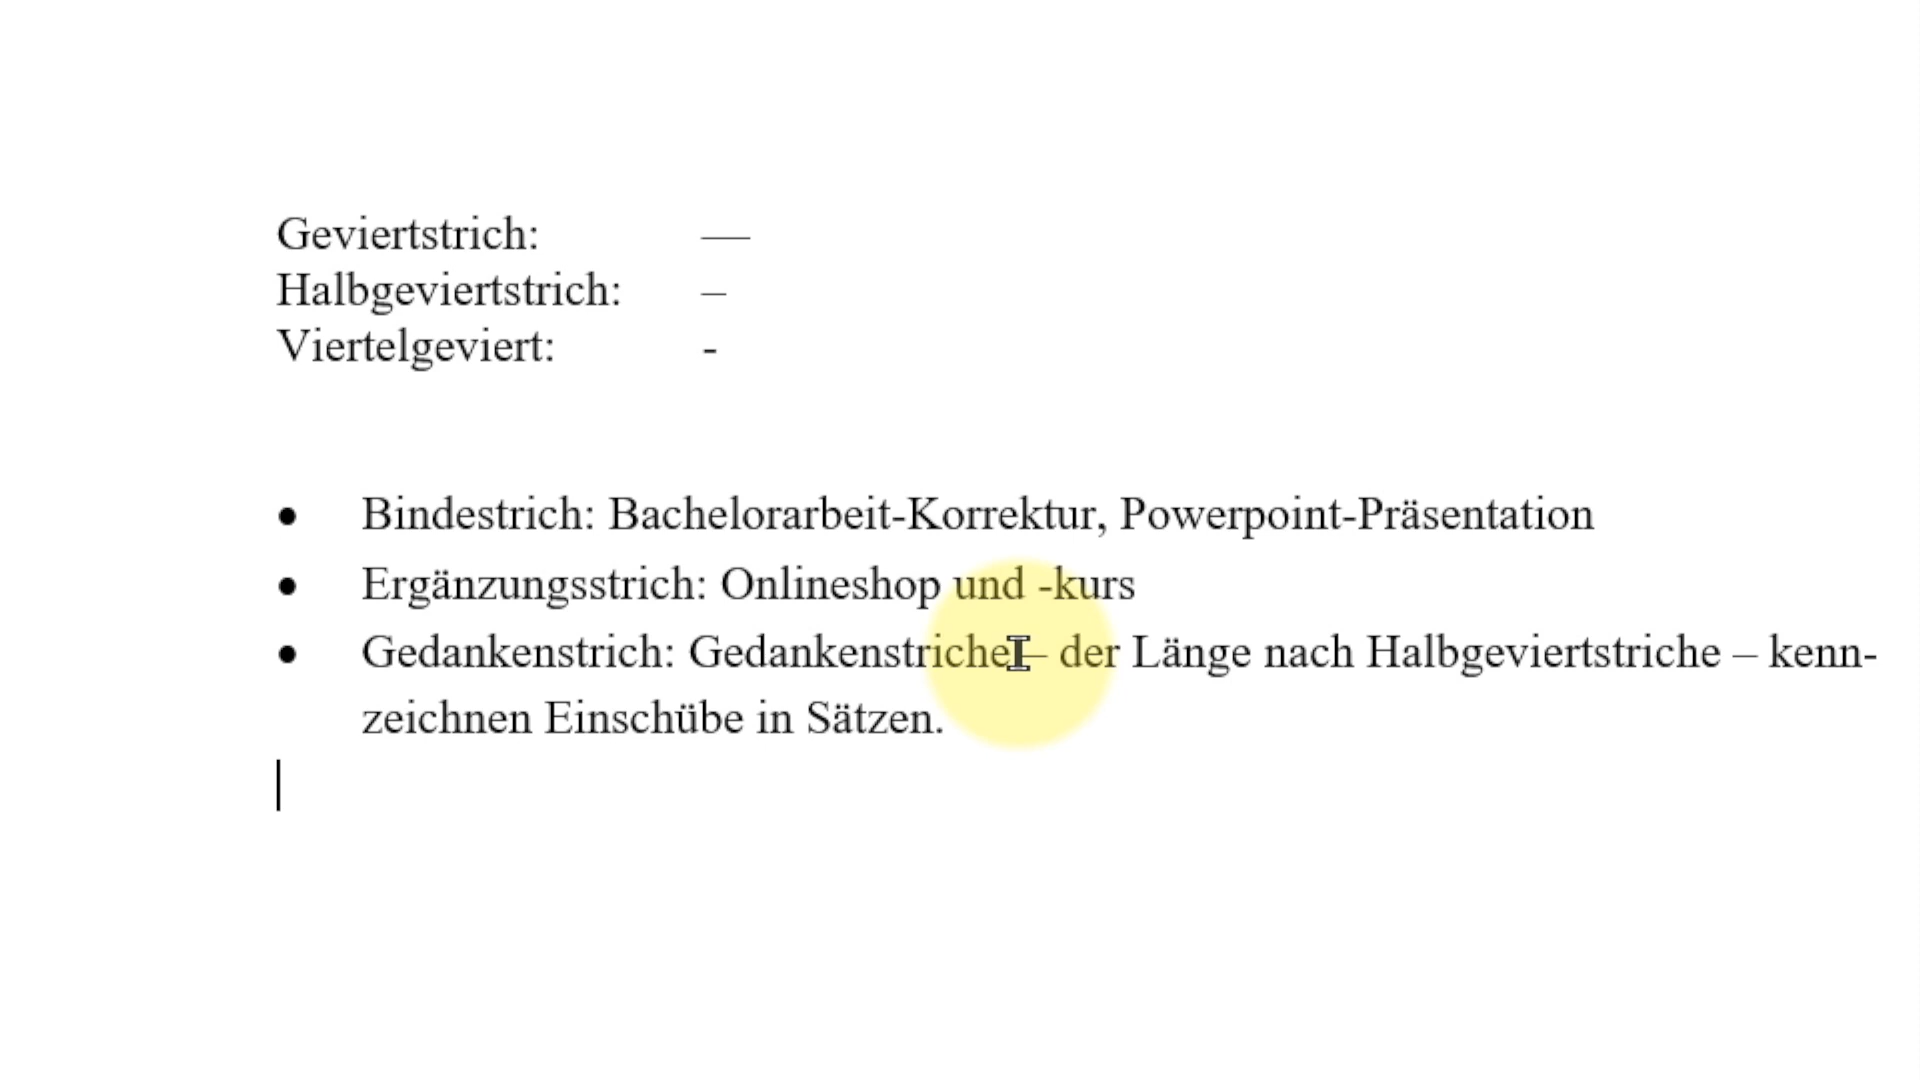 Geviertstrich: —
Halbgeviertstrich: –
Viertelgeviert: -
• Bindestrich: Bachelorarbeit-Korrektur, Powerpoint-Präsentation
• Ergänzungsstrich: Onlineshop und -kurs
• Gedankenstrich: Gedankenstriche – der Länge nach Halbgeviertstriche – kenn-
zeichnen Einschübe in Sätzen.